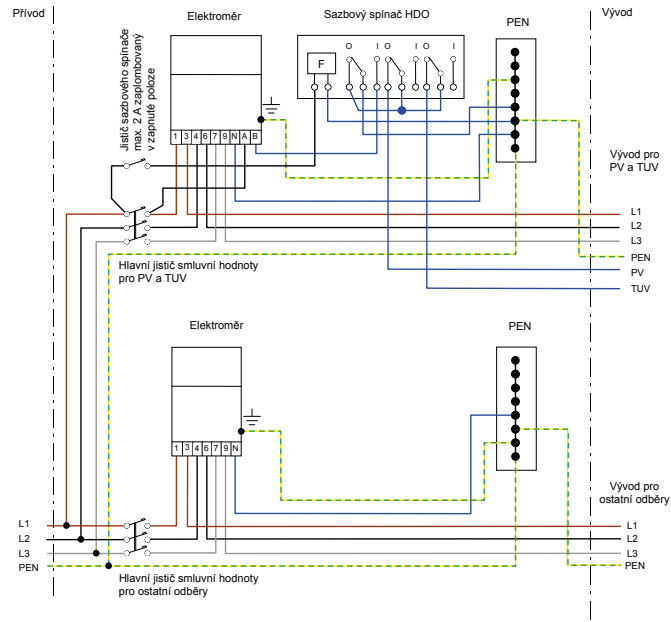 Přívod
Elektroměr
Sazbový spínač HDO
PEN
Vývod
O I O I O I
F
Jistič sazbového spínače
max. 2 A zaplombovaný
v zapnuté poloze
1 3 4 6 7 9 N A B
Vývod pro
PV a TUV
L1
L2
L3
PEN
PV
TUV
Hlavní jistič smluvní hodnoty
pro PV a TUV
Elektroměr
PEN
1 3 4 6 7 9 N
Vývod pro
ostatní odběry
L1
L2
L3
PEN
L1
L2
L3
PEN
Hlavní jistič smluvní hodnoty
pro ostatní odběry